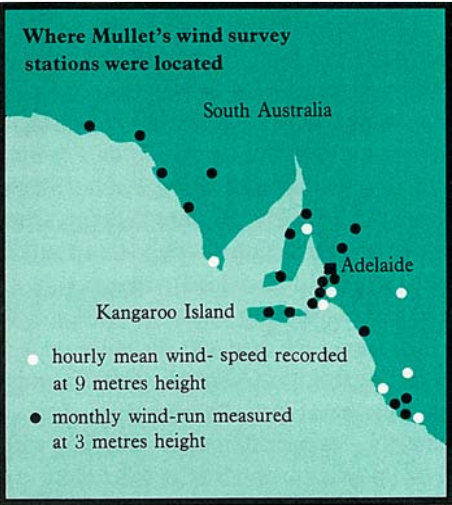 Where Mullet's wind survey
stations were located
South Australia
Adelaide
Kangaroo Island
hourly mean wind- speed recorded
at 9 metres height
monthly wind-run measured
at 3 metres height